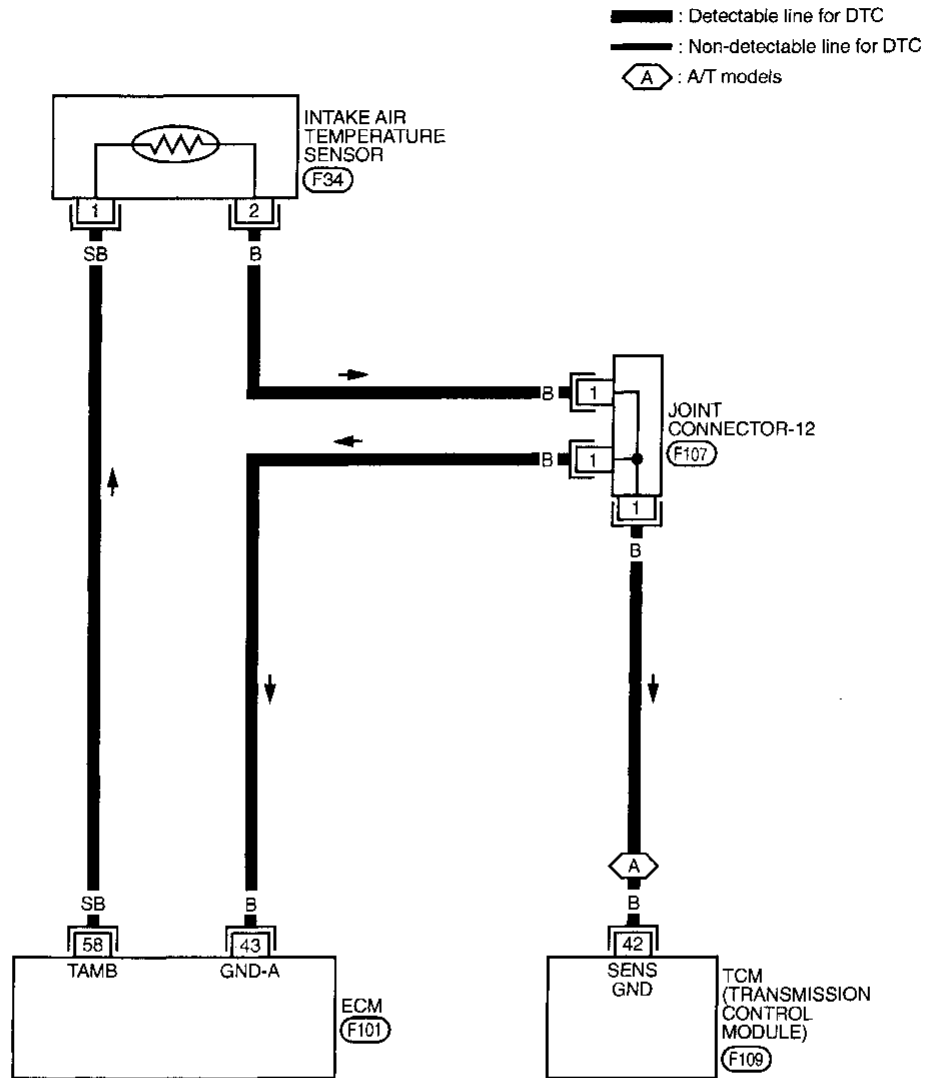 : Detectable line for DTC
: Non-detectable line for DTC
A : A/T models
INTAKE AIR
TEMPERATURE
SENSOR
F34
1
2
SB
B
B
1
JOINT
CONNECTOR-12
F107
B
1
1
B
A
SB
B
B
58
43
42
TAMB
GND-A
SENS
GND
TCM
(TRANSMISSION
CONTROL
MODULE)
F109
ECM
F101